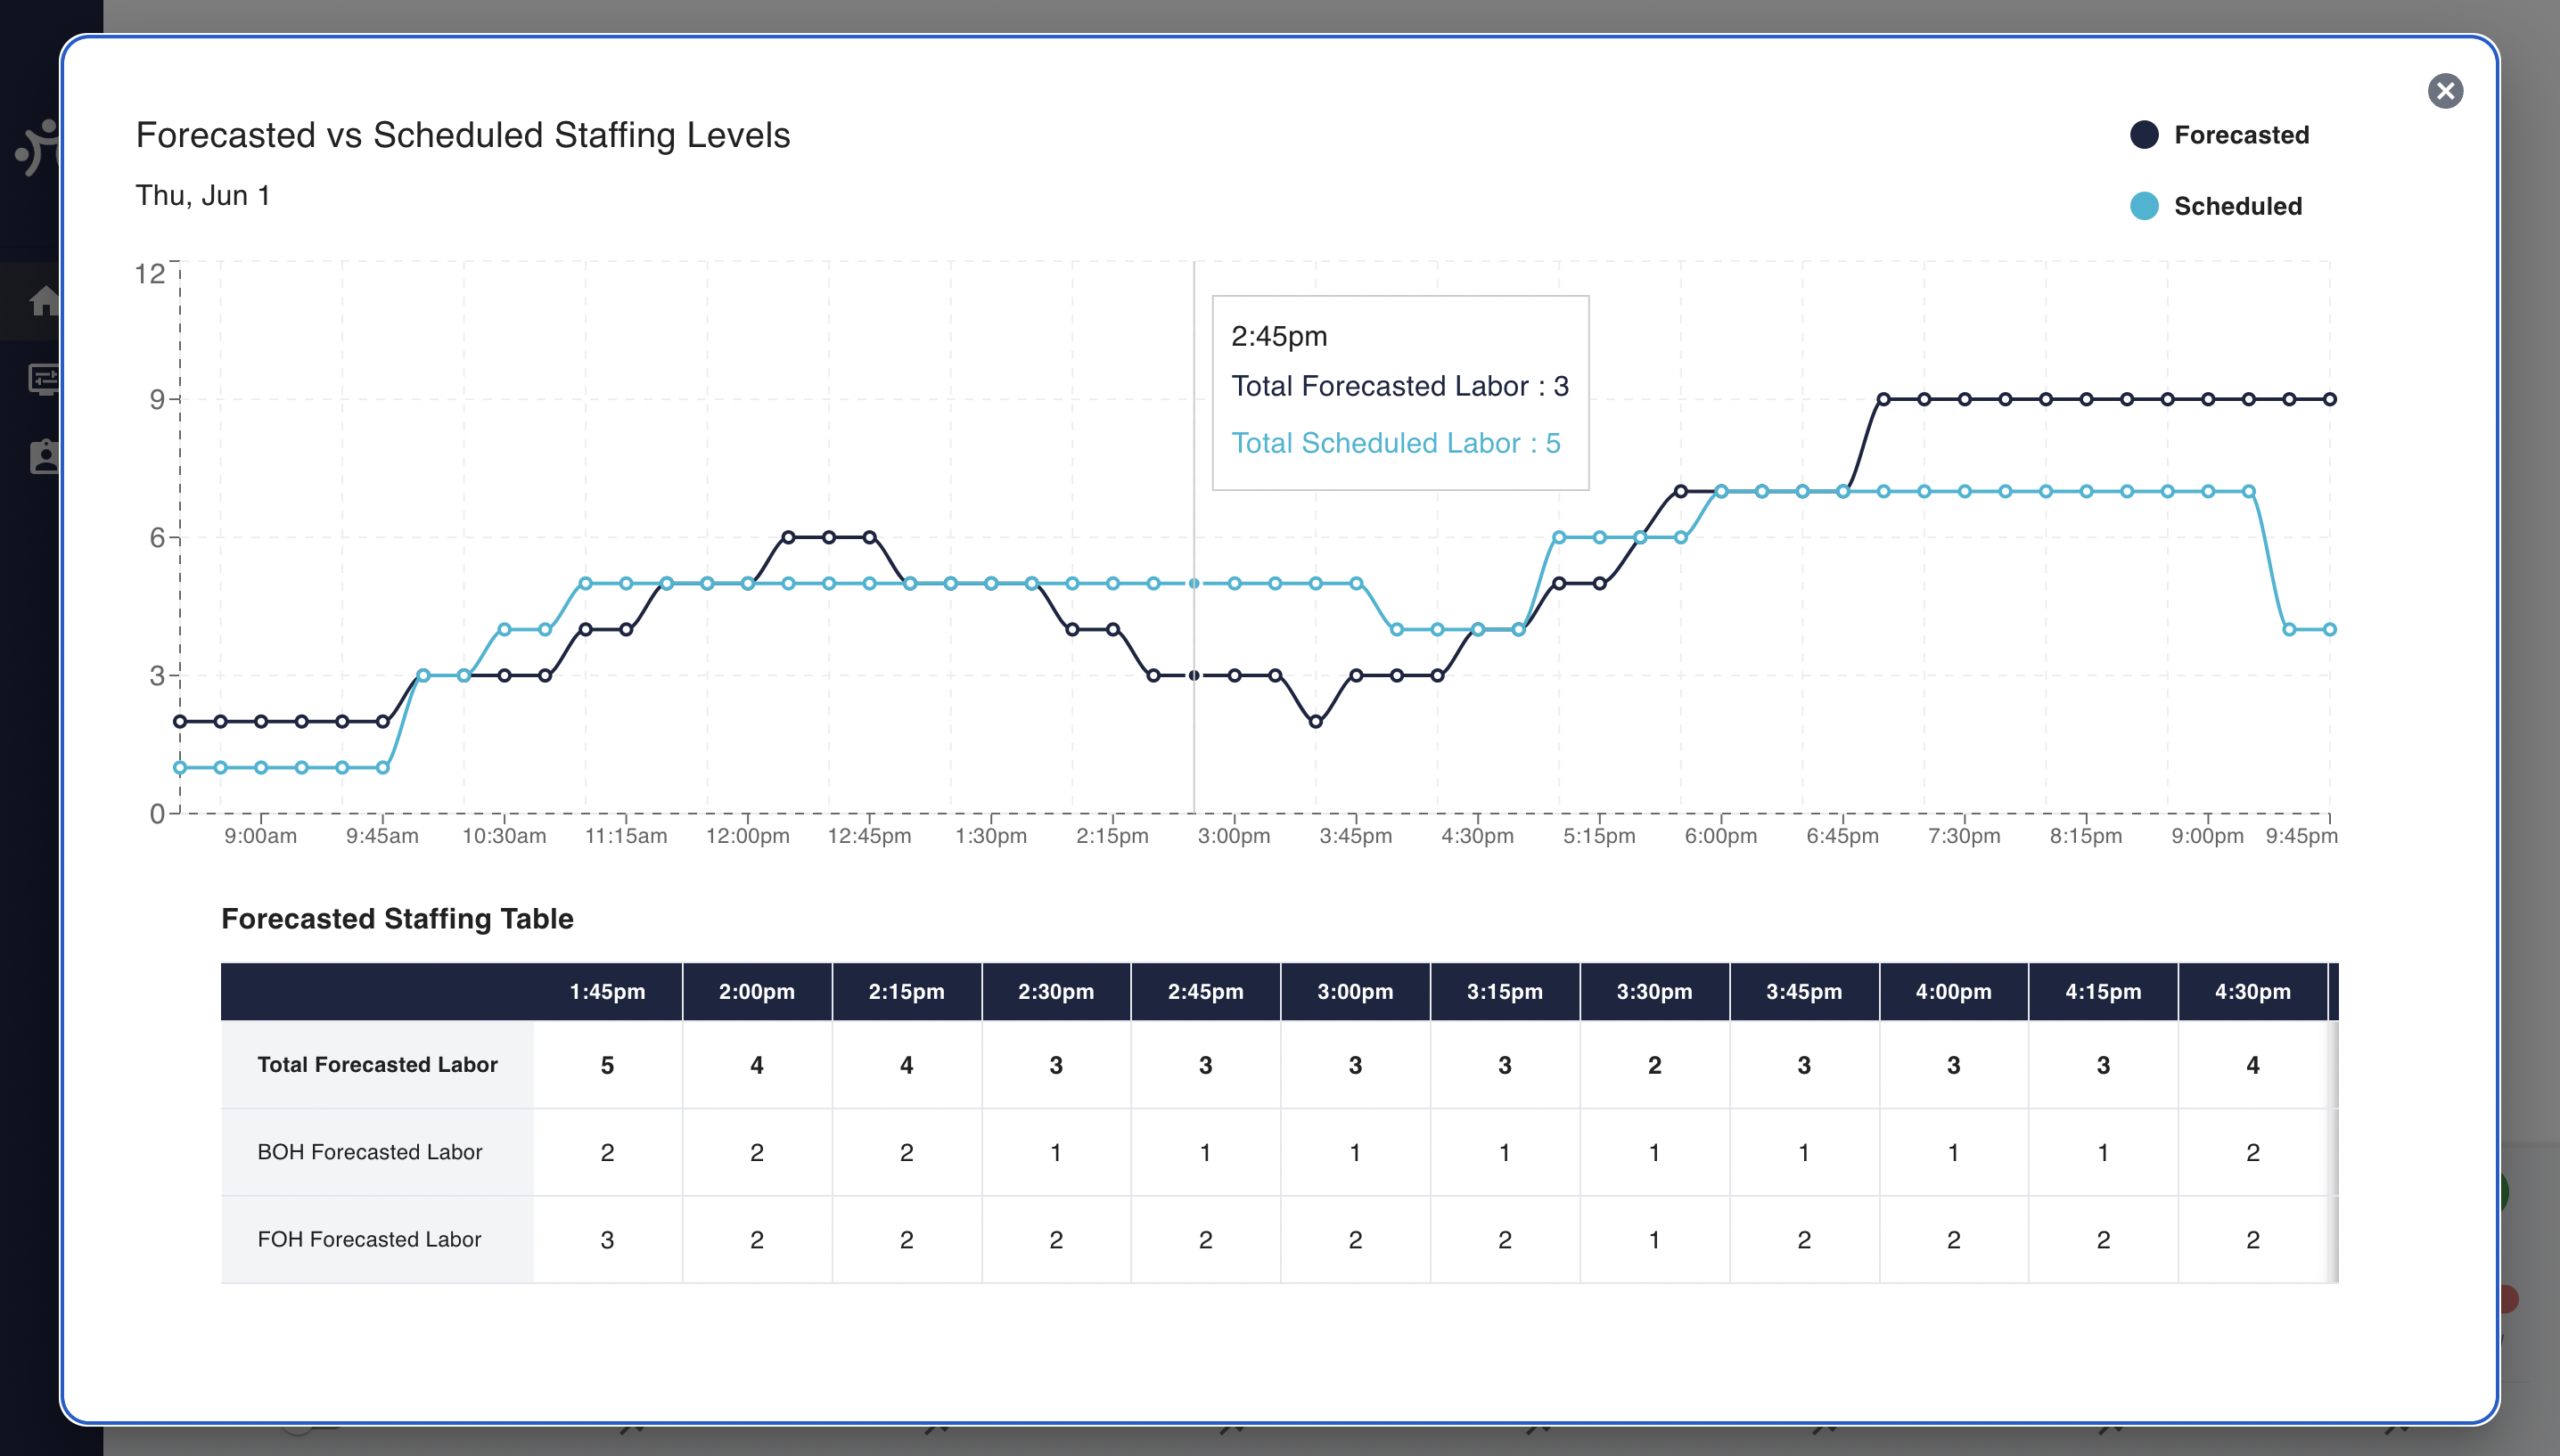 Forecasted vs Scheduled Staffing Levels
Thu, Jun 1
Forecasted
Scheduled
12
9
6
3
0
2:45pm
Total Forecasted Labor : 3
Total Scheduled Labor : 5
9:00am 9:45am 10:30am 11:15am 12:00pm 12:45pm 1:30pm 2:15pm 3:00pm 3:45pm 4:30pm 5:15pm 6:00pm 6:45pm 7:30pm 8:15pm 9:00pm 9:45pm
Forecasted Staffing Table
1:45pm 2:00pm 2:15pm 2:30pm 2:45pm 3:00pm 3:15pm 3:30pm 3:45pm 4:00pm 4:15pm 4:30pm
Total Forecasted Labor 5 4 4 3 3 3 3 2 3 3 3 4
BOH Forecasted Labor 2 2 2 1 1 1 1 1 1 1 1 2
FOH Forecasted Labor 3 2 2 2 2 2 2 1 2 2 2 2